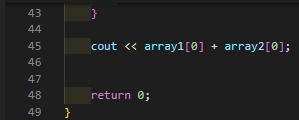 43 }
44
45 cout << array1[0] + array2[0];
46
47
48 return 0;
49 }